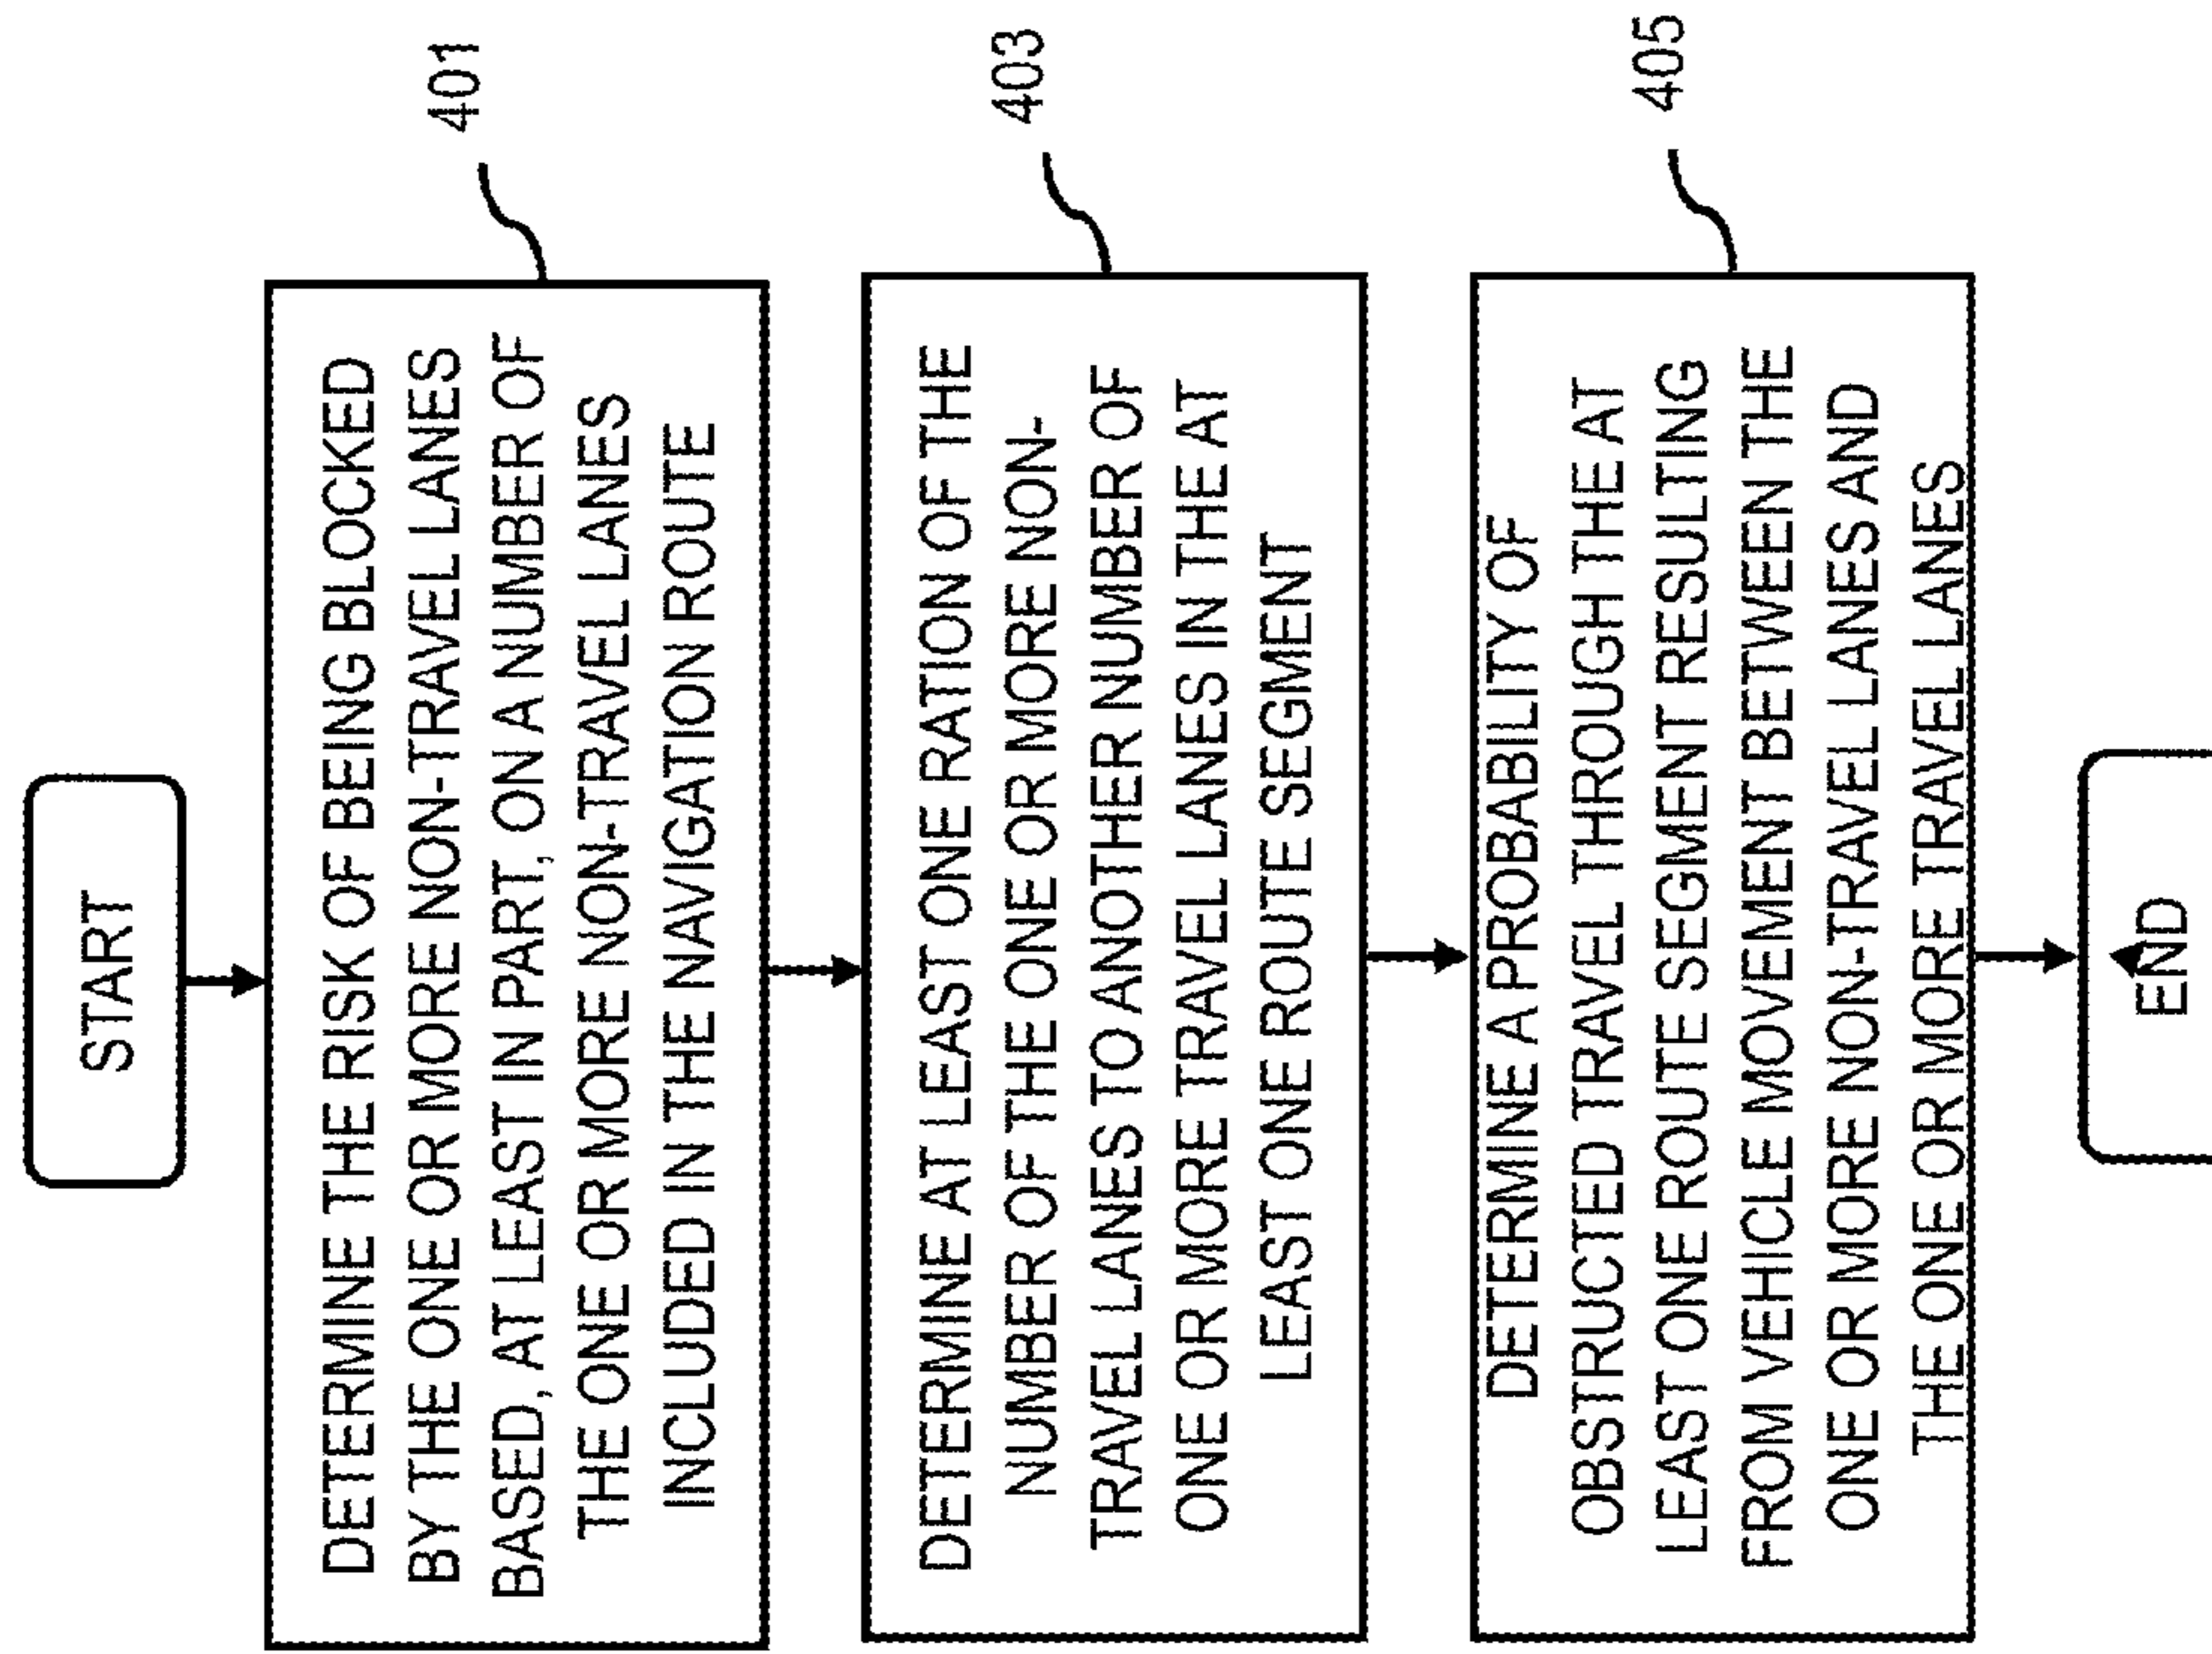 START
401
DETERMINE THE RISK OF BEING BLOCKED
BY THE ONE OR MORE NON-TRAVEL LANES
BASED, AT LEAST IN PART, ON A NUMBER OF
THE ONE OR MORE NON-TRAVEL LANES
INCLUDED IN THE NAVIGATION ROUTE
403
DETERMINE AT LEAST ONE RATION OF THE
NUMBER OF THE ONE OR MORE NON-
TRAVEL LANES TO ANOTHER NUMBER OF
ONE OR MORE TRAVEL LANES IN THE AT
LEAST ONE ROUTE SEGMENT
405
DETERMINE A PROBABILITY OF
OBSTRUCTED TRAVEL THROUGH THE AT
LEAST ONE ROUTE SEGMENT RESULTING
FROM VEHICLE MOVEMENT BETWEEN THE
ONE OR MORE NON-TRAVEL LANES AND
THE ONE OR MORE TRAVEL LANES
END